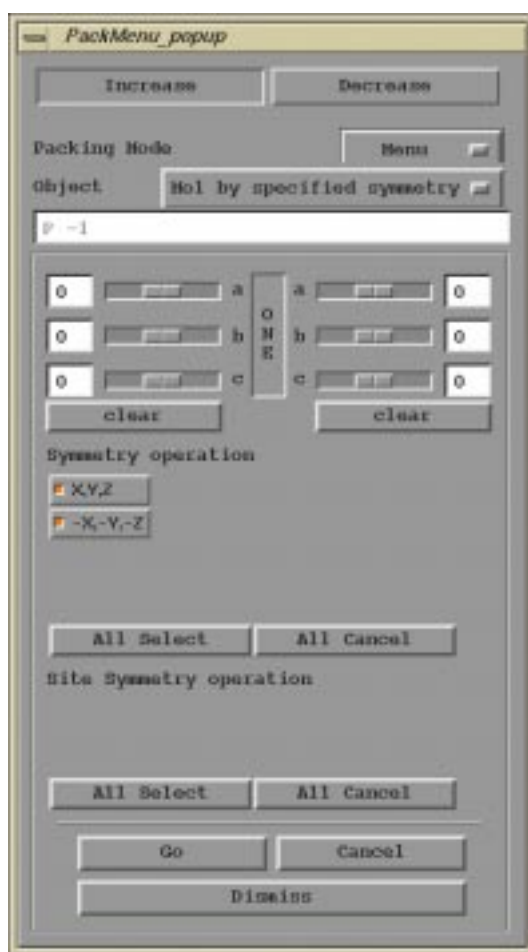 PackMenu_popup
Increase Decrease
Packing Mode Menu
Object Mol by specified symmetry
P -1
0 a ONE a 0
0 b b 0
0 c c 0
clear clear
Symmetry operation
X,Y,Z
-X,-Y,-Z
All Select All Cancel
Site Symmetry operation
All Select All Cancel
Go Cancel
Dismiss